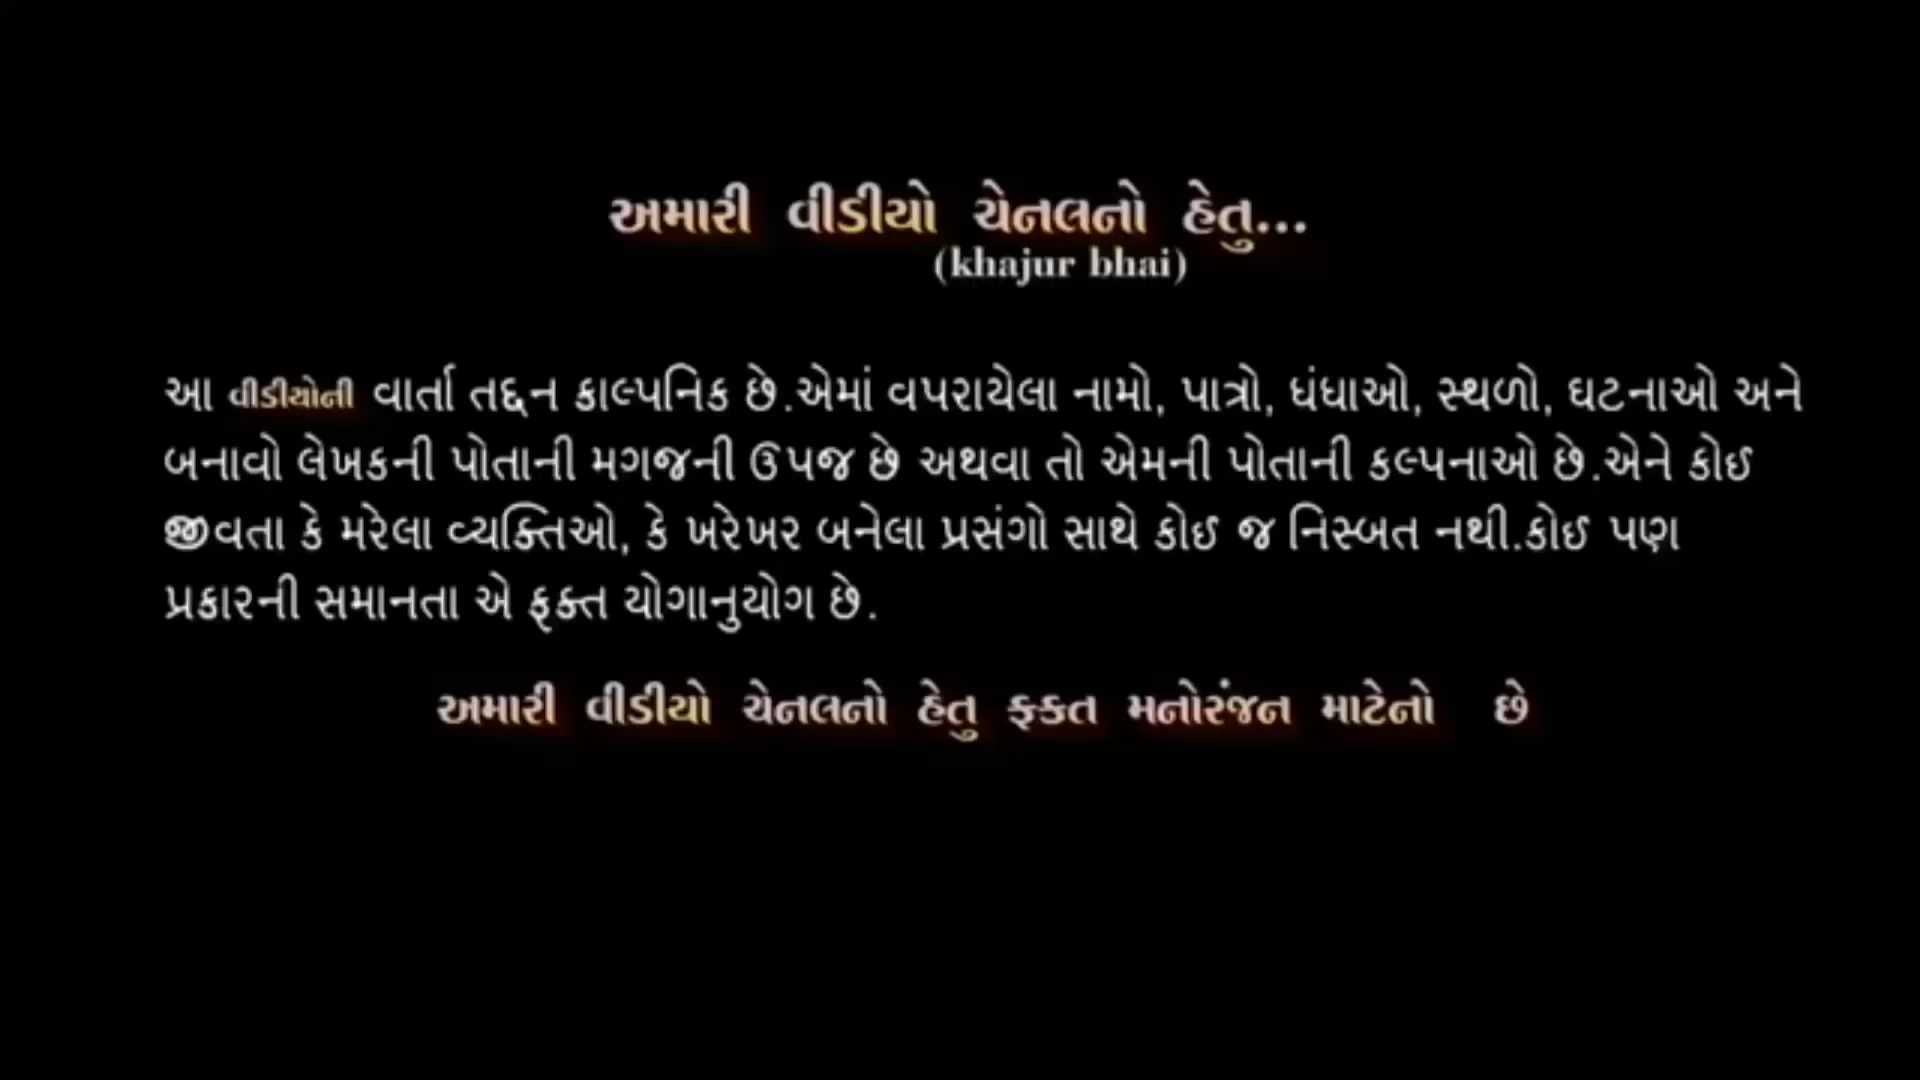 અમારી વીડીયો ચેનલનો હેતુ...
(khajur bhai)
આ વીડીયોની વાર્તા તદ્દન કાલ્પનિક છે.એમાં વપરાયેલા નામો, પાત્રો, ધંધાઓ, સ્થળો, ઘટનાઓ અને
બનાવો લેખકની પોતાની મગજની ઉપજ છે અથવા તો એમની પોતાની કલ્પનાઓ છે.એને કોઈ
જીવતા કે મરેલા વ્યક્તિઓ, કે ખરેખર બનેલા પ્રસંગો સાથે કોઈ જ નિસ્બત નથી.કોઈ પણ
પ્રકારની સમાનતા એ ફક્ત યોગાનુયોગ છે.
અમારી વીડીયો ચેનલનો હેતુ ફકત મનોરંજન માટેનો છે